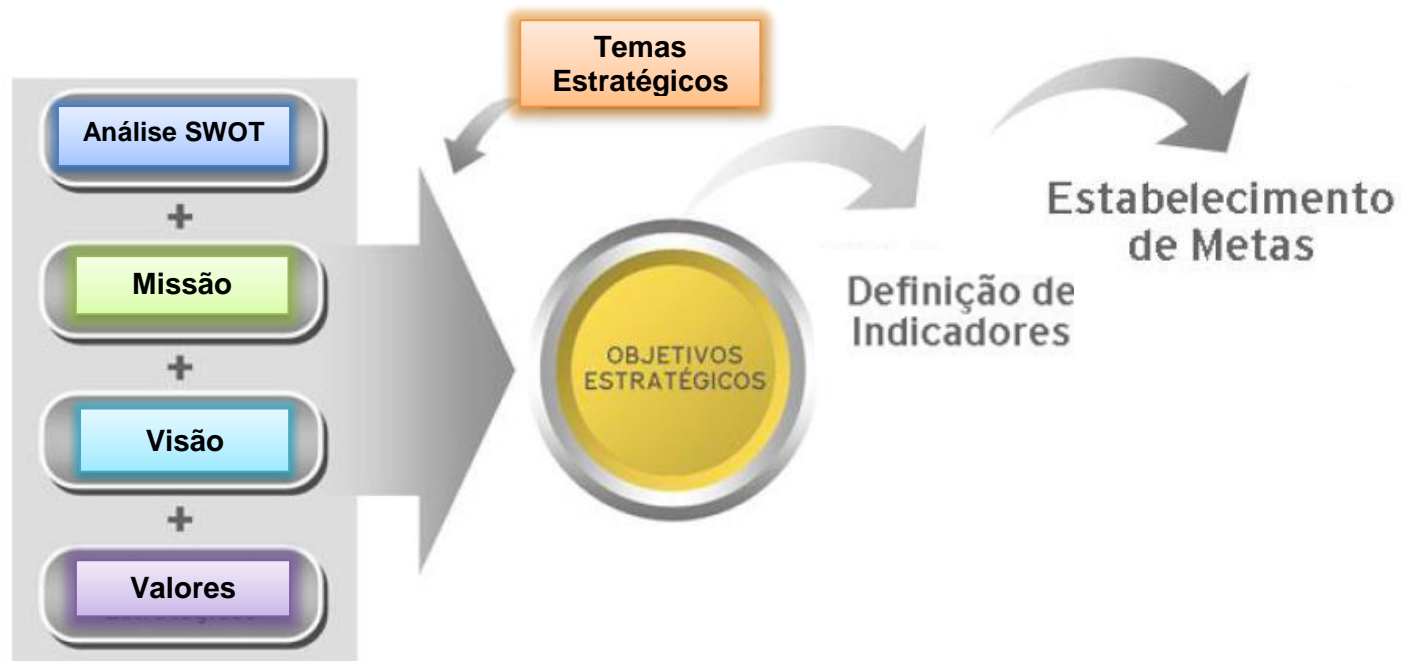 Temas
Estratégicos
Análise SWOT
+
Missão
+
Visão
+
Valores
OBJETIVOS
ESTRATÉGICOS
Definição de
Indicadores
Estabelecimento
de Metas